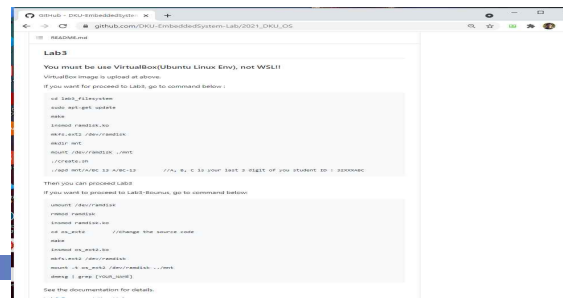 GitHub - DKU-EmbeddedSystem
github.com/DKU-EmbeddedSystem-Lab/2021_DKU_OS
README.md
Lab3
You must be use VirtualBox(Ubuntu Linux Env), not WSL!!
VirtualBox image is upload at above.
If you want for proceed to Lab3, go to command below :
cd lab3_filesystem
sudo apt-get update
make
insmod ramdisk.ko
mkfs.ext2 /dev/ramdisk
mkdir mnt
mount /dev/ramdisk ./mnt
./create.sh
Then you can proceed Lab3
If you want to proceed to Lab3-Bounus, go to command below:
umount /dev/ramdisk
rmmod ramdisk
insmod ramdisk.ko
cd os_ext2 //Change the source code
make
insmod os_ext2.ko
mkfs.ext2 /dev/ramdisk
mount -t os_ext2 /dev/ramdisk ../mnt
dmesg | grep [YOUR_NAME]
See the documentation for details.